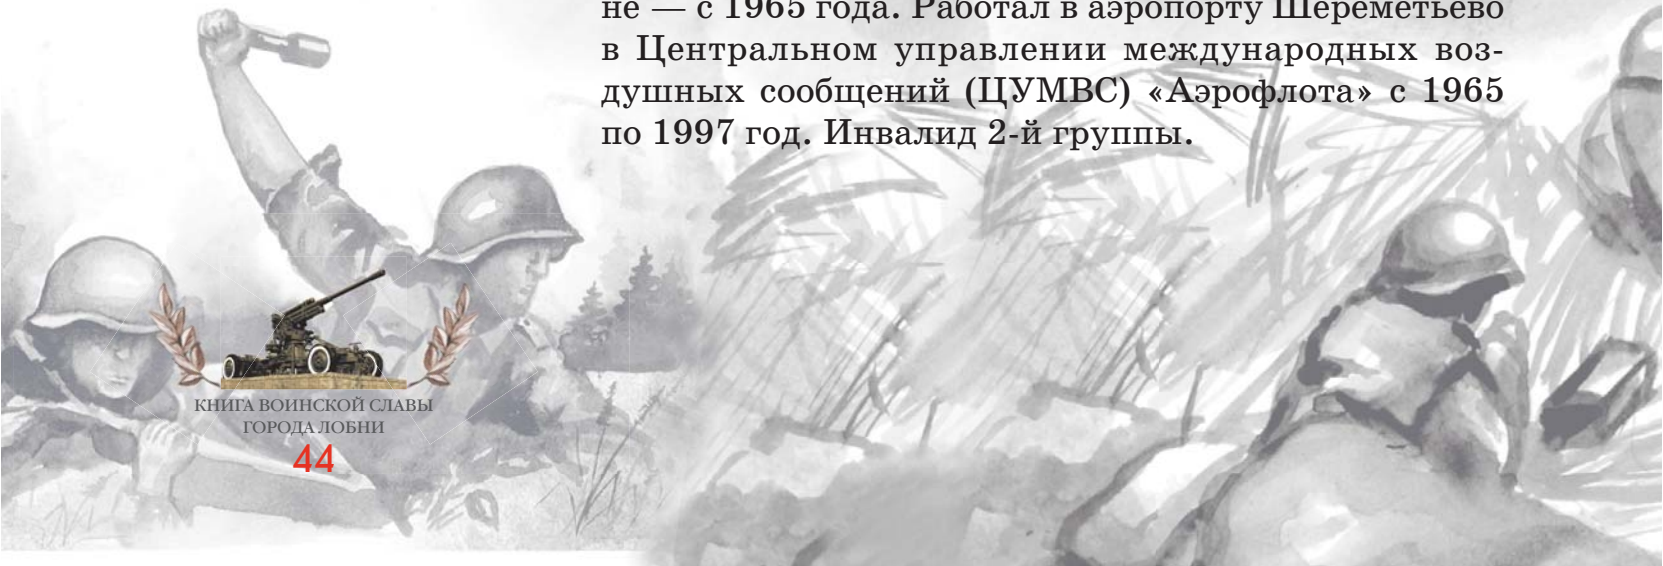 не — с 1965 года. Работал в аэропорту Шереметьево
в Центральном управлении международных воз-
душных сообщений (ЦУМВС) «Аэрофлота» с 1965
по 1997 год. Инвалид 2-й группы.
КНИГА ВОИНСКОЙ СЛАВЫ
ГОРОДА ЛОБНИ
44